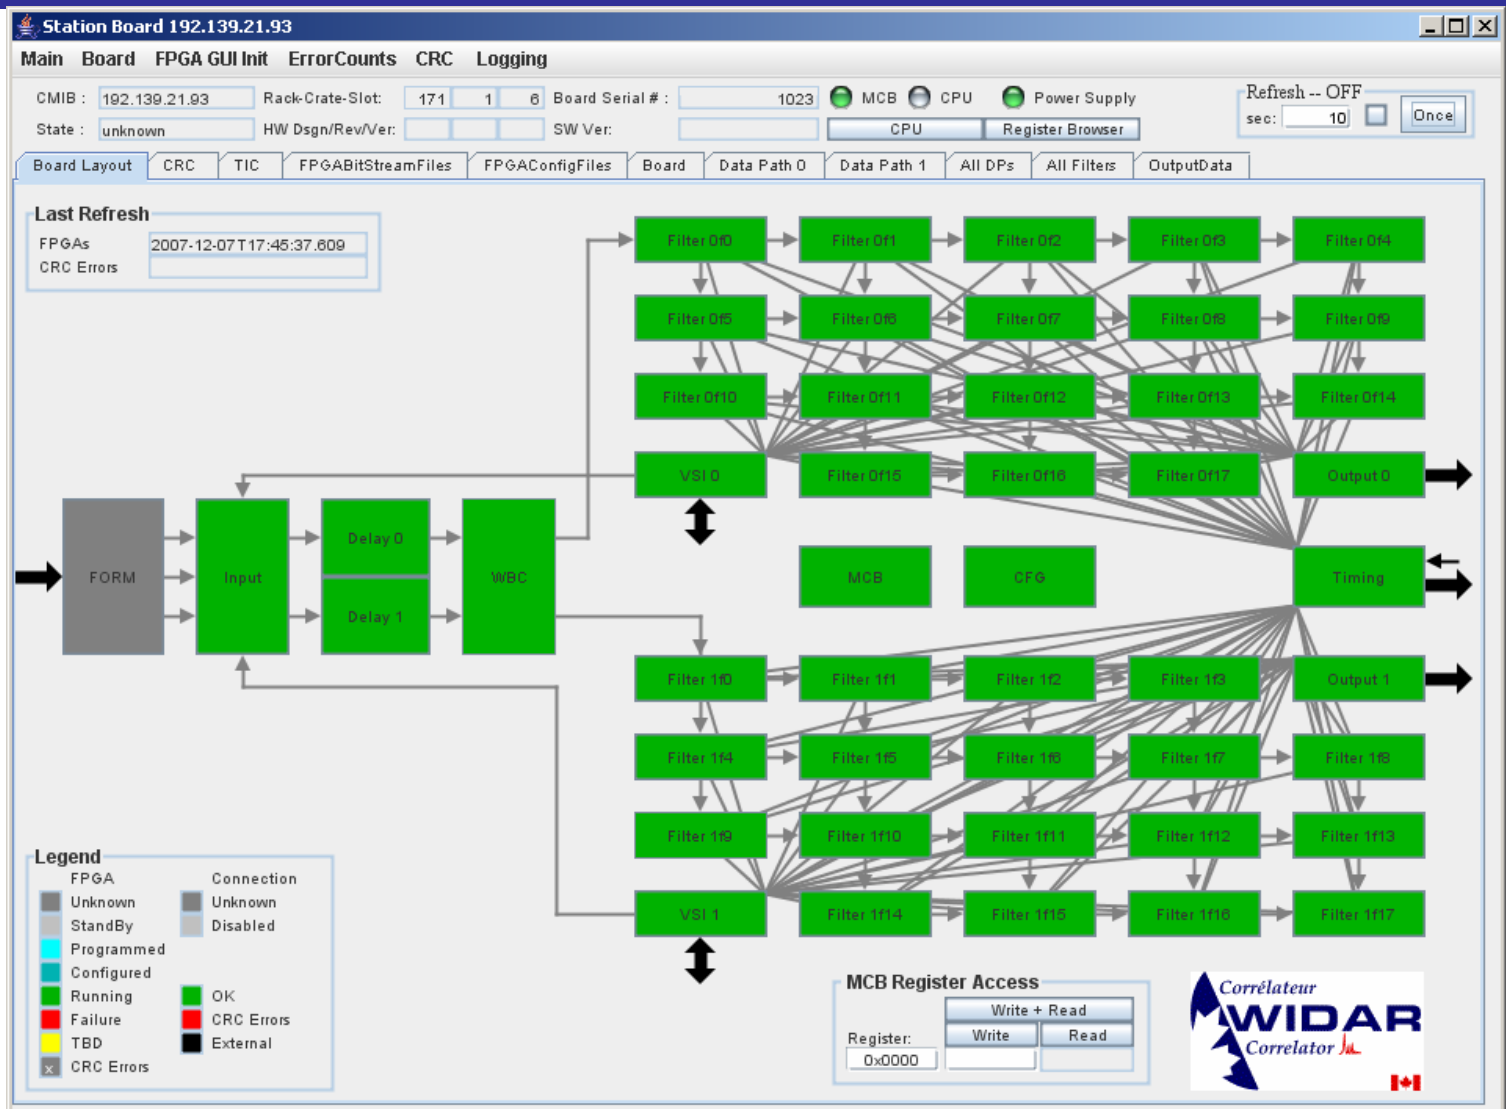 Station Board 192.139.21.93
Main Board FPGA GUI Init ErrorCounts CRC Logging
CMIB : 192.139.21.93 Rack-Crate-Slot: 171 1 6 Board Serial # : 1023 MCB CPU Power Supply
Refresh -- OFF
State : unknown HW Dsgn/Rev/Ver: SW Ver: CPU Register Browser
sec: 10 Once
Board Layout CRC TIC FPGABitStreamFiles FPGAConfigFiles Board Data Path 0 Data Path 1 All DPs All Filters OutputData
Last Refresh
FPGAs 2007-12-07T17:45:37.609
CRC Errors
Filter 0f0 Filter 0f1 Filter 0f2 Filter 0f3 Filter 0f4
Filter 0f5 Filter 0f6 Filter 0f7 Filter 0f8 Filter 0f9
Filter 0f10 Filter 0f11 Filter 0f12 Filter 0f13 Filter 0f14
VSI 0 Filter 0f15 Filter 0f16 Filter 0f17 Output 0
Delay 0
FORM Input WBC MCB CFG Timing
Delay 1
Filter 1f0 Filter 1f1 Filter 1f2 Filter 1f3 Output 1
Filter 1f4 Filter 1f5 Filter 1f6 Filter 1f7 Filter 1f8
Filter 1f9 Filter 1f10 Filter 1f11 Filter 1f12 Filter 1f13
VSI 1 Filter 1f14 Filter 1f15 Filter 1f16 Filter 1f17
Legend
FPGA Connection
Unknown Unknown
StandBy Disabled
Programmed
Configured
Running OK
Failure CRC Errors
TBD External
x CRC Errors
MCB Register Access
Write + Read
Register: Write Read
0x0000
Corrélateur
WIDAR
Correlator